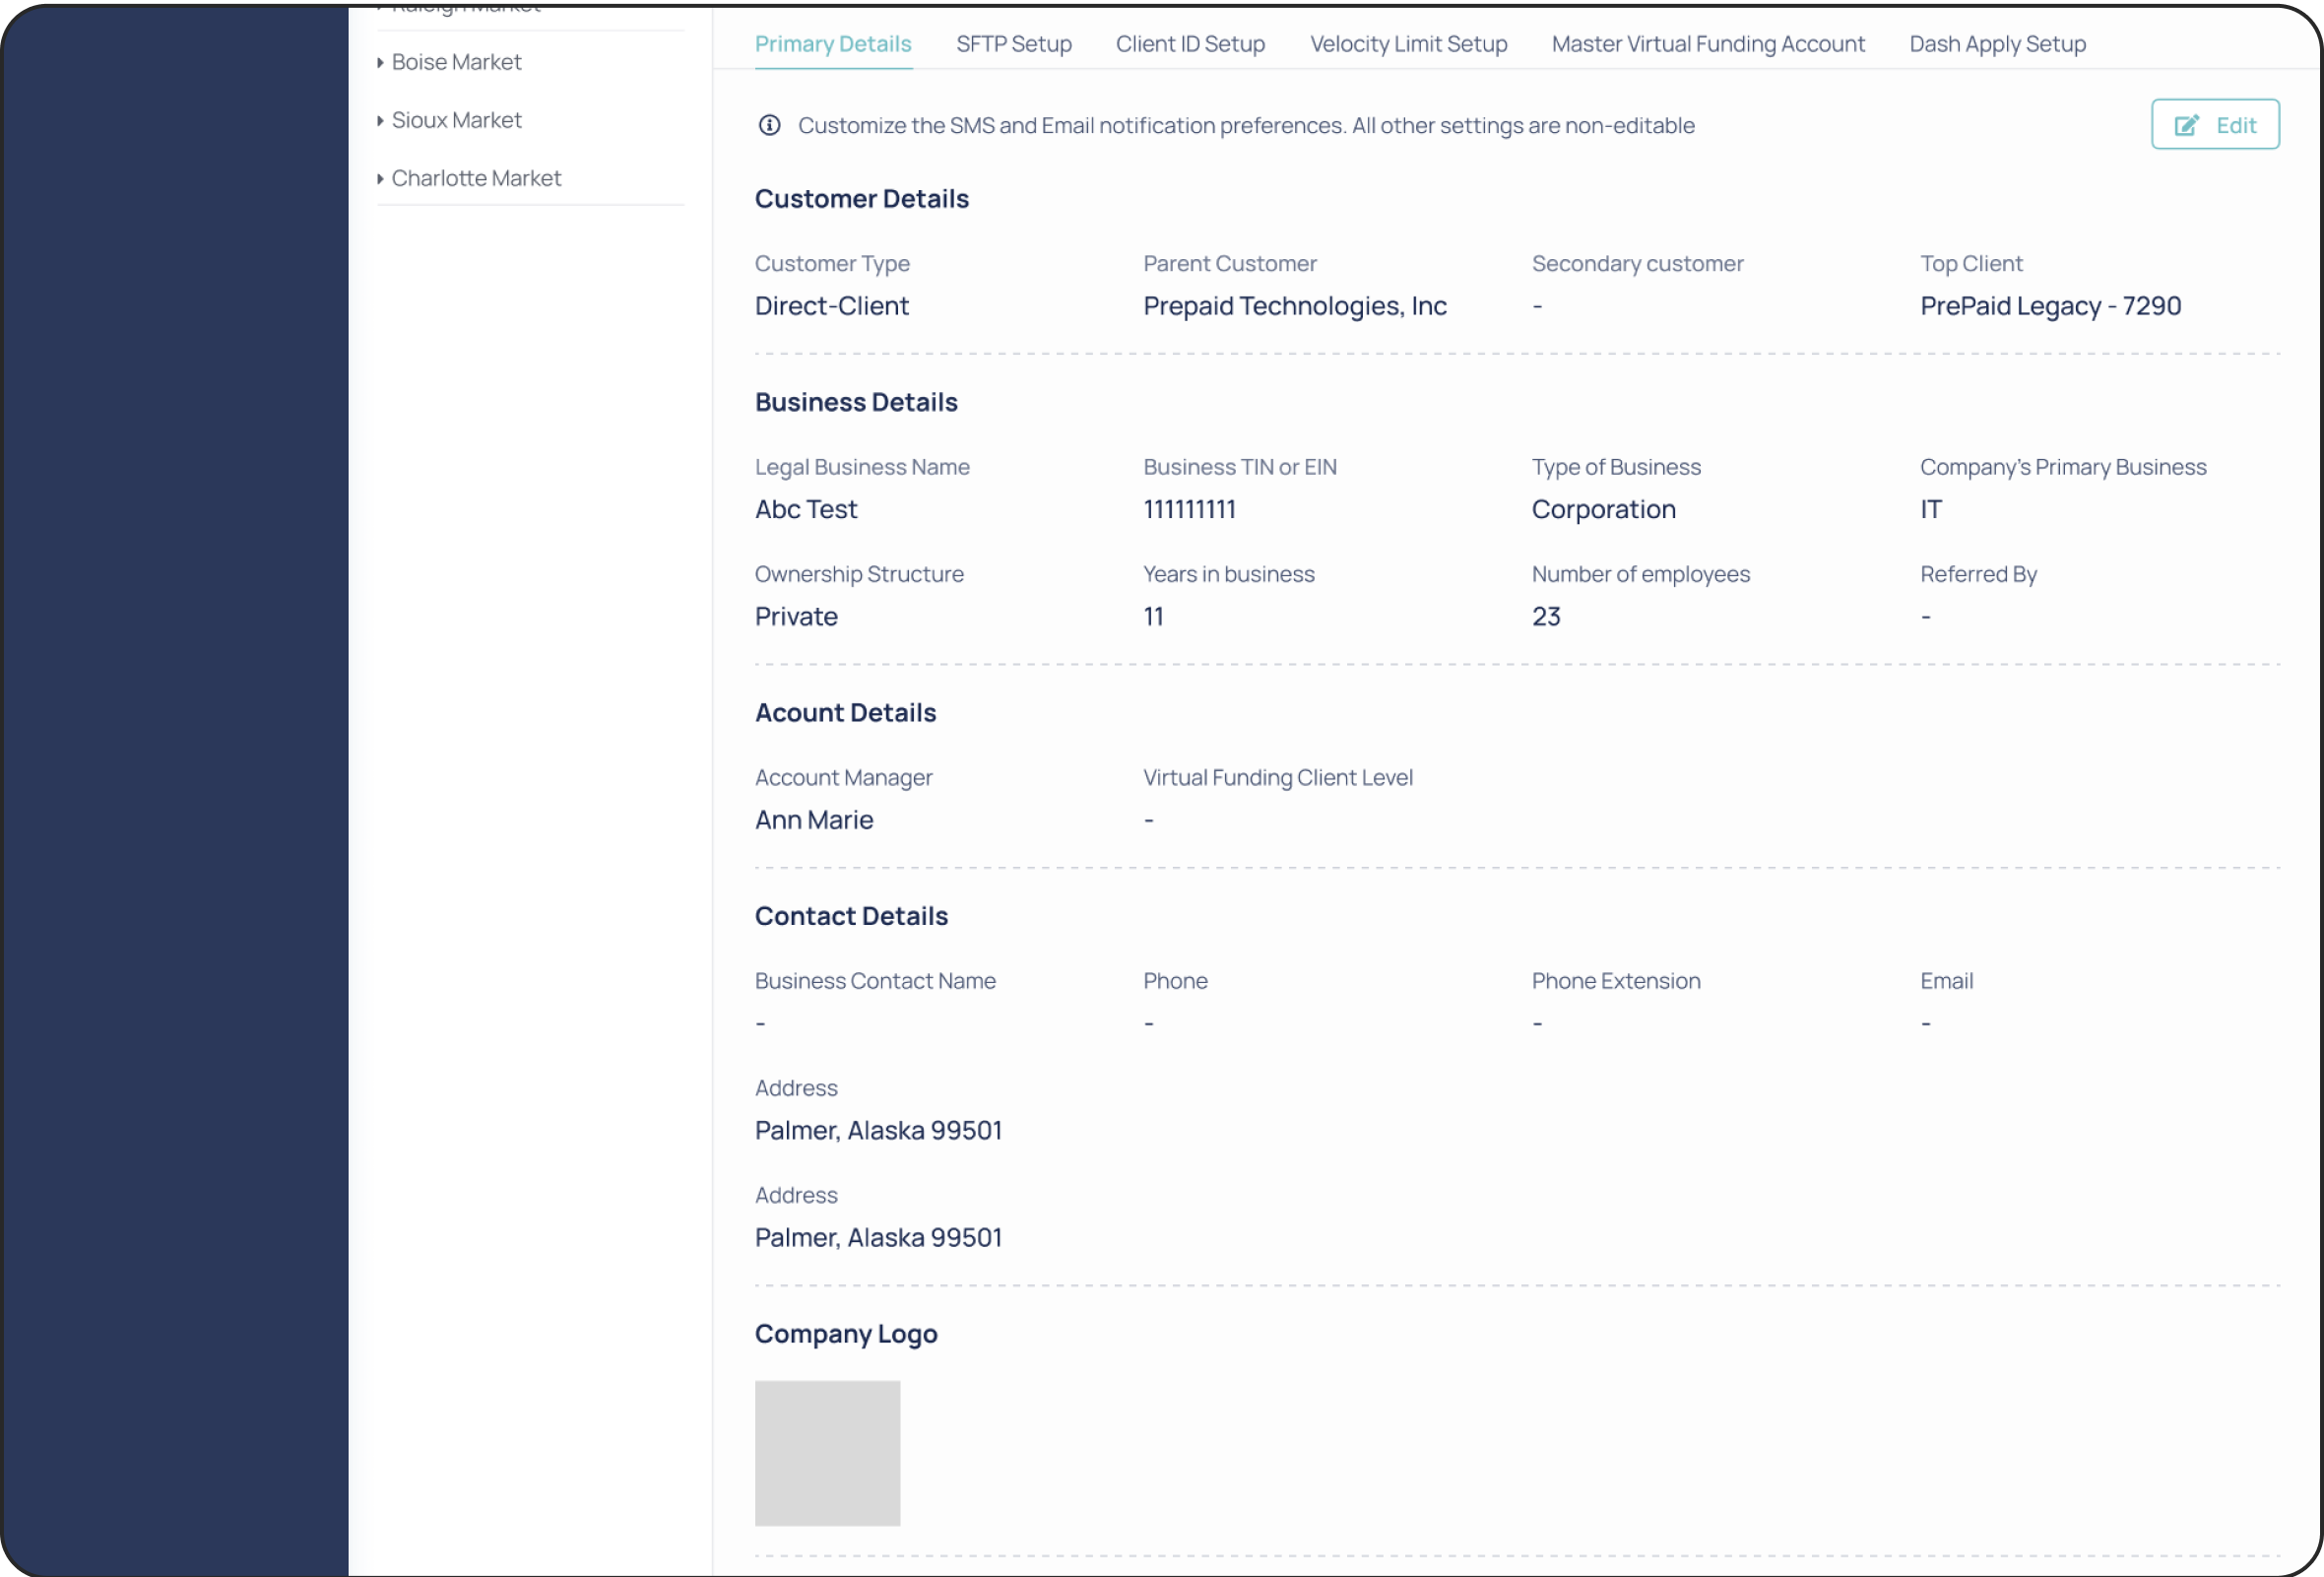 Boise Market
Sioux Market
Charlotte Market
Primary Details SFTP Setup Client ID Setup Velocity Limit Setup Master Virtual Funding Account Dash Apply Setup
Customize the SMS and Email notification preferences. All other settings are non-editable Edit
Customer Details
Customer Type Parent Customer Secondary customer Top Client
Direct-Client Prepaid Technologies, Inc - PrePaid Legacy - 7290
Business Details
Legal Business Name Business TIN or EIN Type of Business Company's Primary Business
Abc Test 111111111 Corporation IT
Ownership Structure Years in business Number of employees Referred By
Private 11 23 -
Acount Details
Account Manager Virtual Funding Client Level
Ann Marie -
Contact Details
Business Contact Name Phone Phone Extension Email
- - - -
Address
Palmer, Alaska 99501
Address
Palmer, Alaska 99501
Company Logo